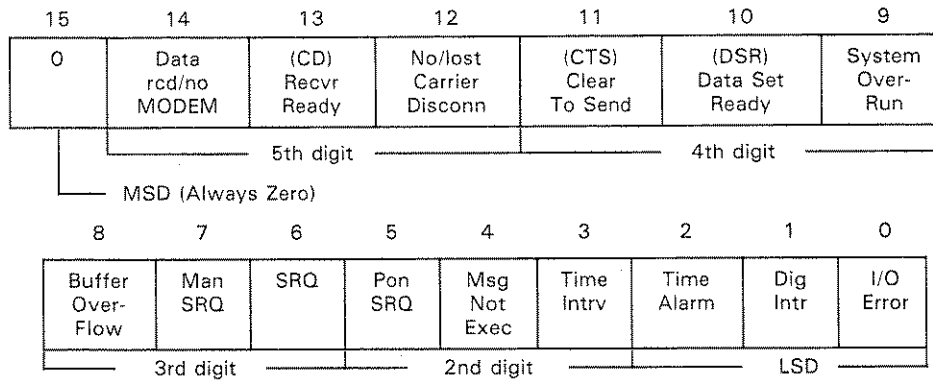 15 14 13 12 11 10 9
0 Data (CD) No/lost (CTS) (DSR) System
rcd/no Recvr Carrier Clear Data Set Over-
MODEM Ready Disconn To Send Ready Run
5th digit 4th digit
MSD (Always Zero)
8 7 6 5 4 3 2 1 0
Buffer Man SRQ Pon Msg Time Time Dig I/O
Over- SRQ SRQ Not Intrv Alarm Intr Error
Flow Exec
3rd digit 2nd digit LSD